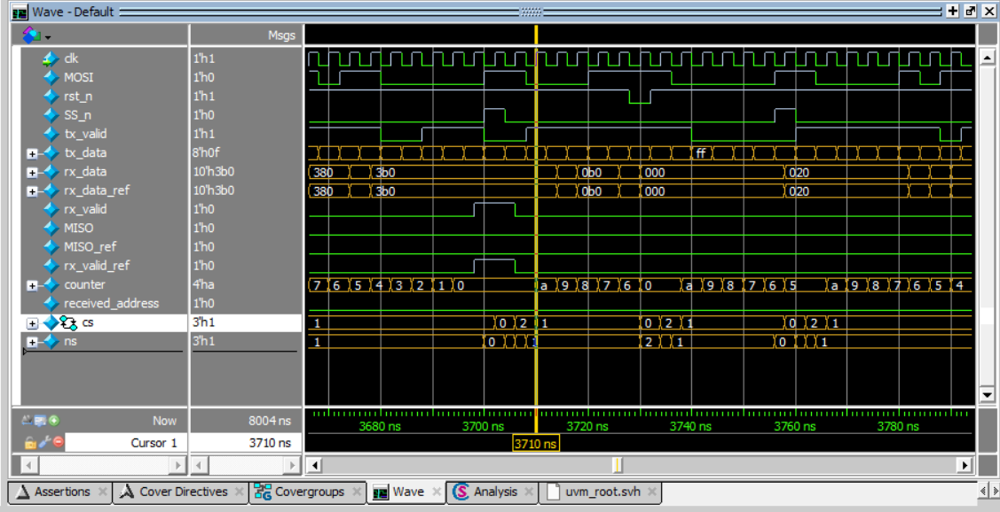 Wave - Default
Msgs
clk 1'h1
MOSI 1'h0
rst_n 1'h1
SS_n 1'h0
tx_valid 1'h1
tx_data 8'h0f ff
rx_data 10'h3b0 380 3b0 0b0 000 020
rx_data_ref 10'h3b0 380 3b0 0b0 000 020
rx_valid 1'h0
MISO 1'h0
MISO_ref 1'h0
rx_valid_ref 1'h0
counter 4'ha 7 6 5 4 3 2 1 0 a 9 8 7 6 0 a 9 8 7 6 5 a 9 8 7 6 5 4
received_address 1'h0
cs 3'h1 1 0 2 1 0 2 1 0 2 1
ns 3'h1 1 0 1 2 1 0 1
Now 8004 ns 3680 ns 3700 ns 3720 ns 3740 ns 3760 ns 3780 ns
Cursor 1 3710 ns 3710 ns
Assertions Cover Directives Covergroups Wave Analysis uvm_root.svh